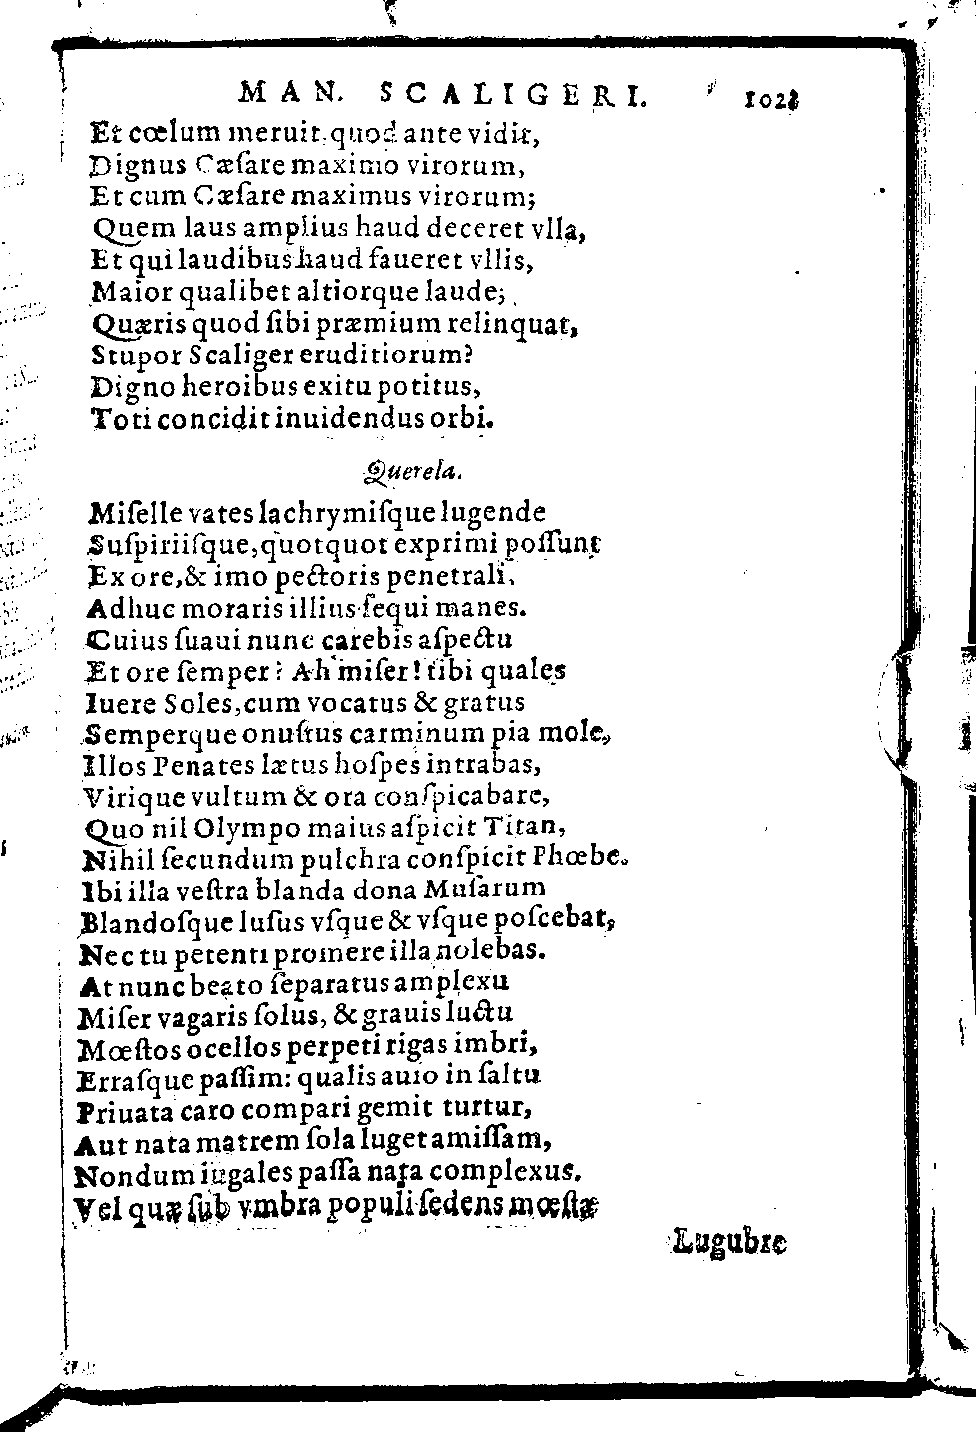 MAN. SCALIGERI. 102
Et cœlum meruit quod ante vidit,
Dignus Cæſare maximo virorum,
Et cum Cæſare maximus virorum;
Quem laus amplius haud deceret vlla,
Et qui laudibus haud faueret vllis,
Maior qualibet altiorque laude;
Quæris quod ſibi præmium relinquat,
Stupor Scaliger eruditiorum?
Digno heroibus exitu potitus,
Toti concidit inuidendus orbi.
Querela.
Miſelle vates lachrymiſque lugende
Suſpiriiſque, quotquot exprimi poſſunt
Ex ore, & imo pectoris penetrali,
Adhuc moraris illius ſequi manes.
Cuius ſuaui nunc carebis aſpectu
Et ore ſemper? Ah miſer! tibi quales
Iuere Soles, cum vocatus & gratus
Semperque onuſtus carminum pia mole,
Illos Penates lætus hoſpes intrabas,
Virique vultum & ora conſpicabare,
Quo nil Olympo maius aſpicit Titan,
Nihil ſecundum pulchra conſpicit Phœbe.
Ibi illa veſtra blanda dona Muſarum
Blandoſque luſus vſque & vſque poſcebat,
Nec tu petenti promere illa nolebas.
At nunc beato ſeparatus amplexu
Miſer vagaris ſolus, & grauis luctu
Mœſtos ocellos perpeti rigas imbri,
Erraſque paſſim: qualis auio in ſaltu
Priuata caro compari gemit turtur,
Aut nata matrem ſola luget amiſſam,
Nondum iugales paſſa nata complexus.
Vel quæ ſub vmbra populi ſedens mœſtæ
Lugubre